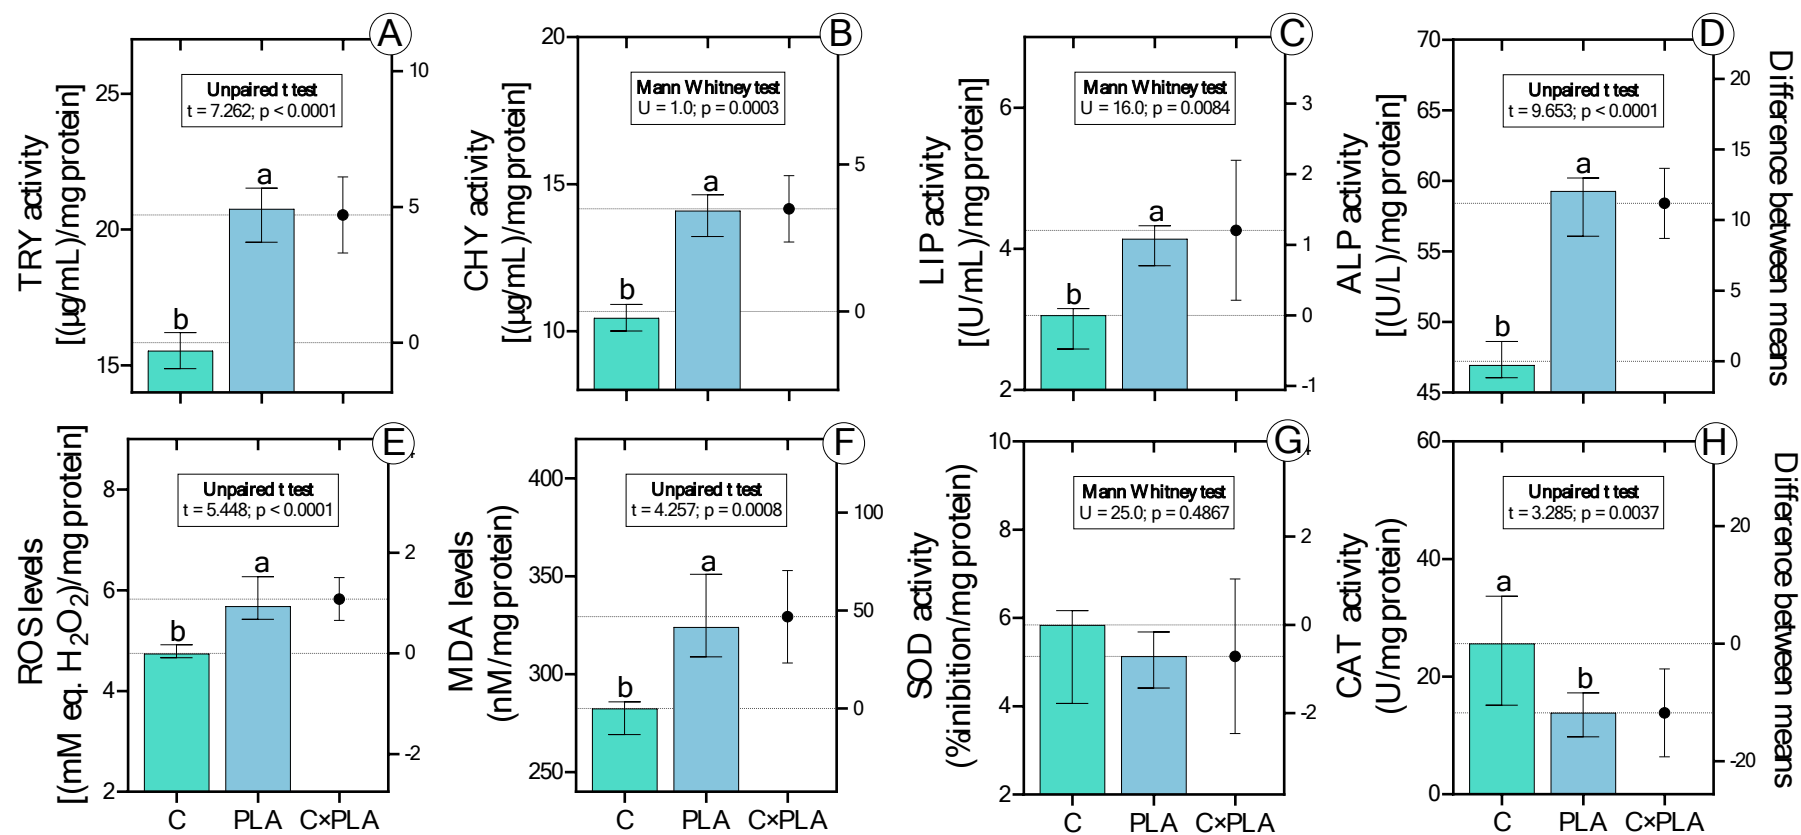 A
TRY activity
[(µg/mL)/mg protein]
Unpaired t test
t = 7.262; p < 0.0001
25
20
15
10
5
0
b
a
B
CHY activity
[(µg/mL)/mg protein]
Mann Whitney test
U = 1.0; p = 0.0003
20
15
10
5
0
b
a
C
LIP activity
[(U/mL)/mg protein]
Mann Whitney test
U = 16.0; p = 0.0084
6
4
2
3
2
1
0
-1
b
a
D
ALP activity
[(U/L)/mg protein]
Unpaired t test
t = 9.653; p < 0.0001
70
65
60
55
50
45
20
15
10
5
0
b
a
Difference between means
E
ROS levels
[(mM eq. H₂O₂)/mg protein]
Unpaired t test
t = 5.448; p < 0.0001
8
6
4
2
2
0
-2
b
a
C
PLA
C×PLA
F
MDA levels
(nM/mg protein)
Unpaired t test
t = 4.257; p = 0.0008
400
350
300
250
100
50
0
b
a
C
PLA
C×PLA
G
SOD activity
(%inibition/mg protein)
Mann Whitney test
U = 25.0; p = 0.4867
10
8
6
4
2
2
0
-2
C
PLA
C×PLA
H
CAT activity
(U/mg protein)
Unpaired t test
t = 3.285; p = 0.0037
60
40
20
0
20
0
-20
a
b
C
PLA
C×PLA
Difference between means